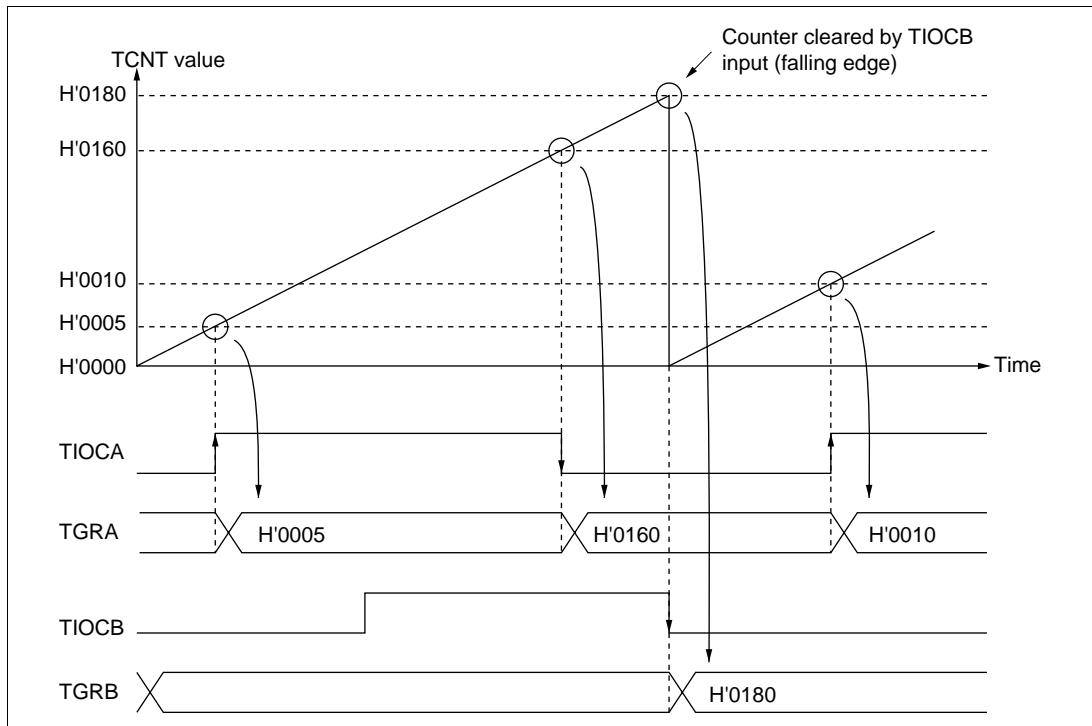 Counter cleared by TIOCB
input (falling edge)
TCNT value
H'0180
H'0160
H'0010
H'0005
H'0000
Time
TIOCA
TGRA
H'0005
H'0160
H'0010
TIOCB
TGRB
H'0180